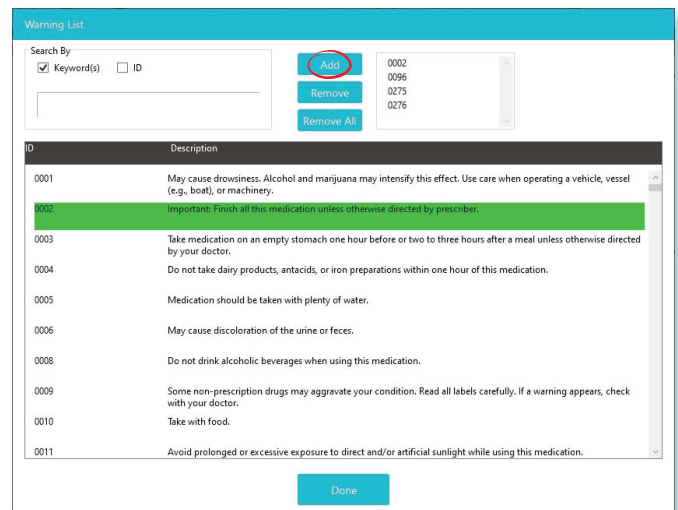 Warning List
Search By
Keyword(s) ID
Add
Remove
Remove All
0002
0096
0275
0276
ID Description
0001 May cause drowsiness. Alcohol and marijuana may intensify this effect. Use care when operating a vehicle, vessel
(e.g., boat), or machinery.
0002 Important: Finish all this medication unless otherwise directed by prescriber.
0003 Take medication on an empty stomach one hour before or two to three hours after a meal unless otherwise directed
by your doctor.
0004 Do not take dairy products, antacids, or iron preparations within one hour of this medication.
0005 Medication should be taken with plenty of water.
0006 May cause discoloration of the urine or feces.
0008 Do not drink alcoholic beverages when using this medication.
0009 Some non-prescription drugs may aggravate your condition. Read all labels carefully. If a warning appears, check
with your doctor.
0010 Take with food.
0011 Avoid prolonged or excessive exposure to direct and/or artificial sunlight while using this medication.
Done